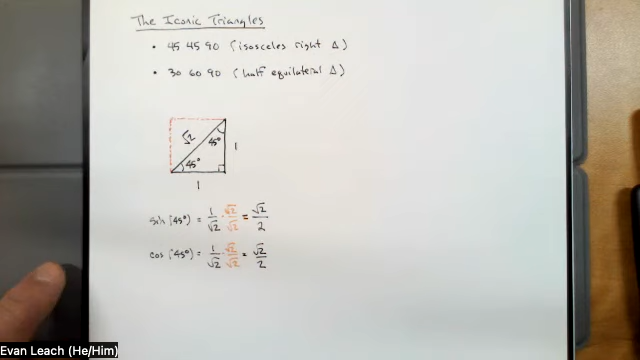 The Iconic Triangles
• 45 45 90 (isosceles right Δ)
• 30 60 90 (half equilateral Δ)
√2
45°
1
45°
1
sin(45°) = 1/√2 · √2/√2 = √2/2
cos(45°) = 1/√2 · √2/√2 = √2/2
Evan Leach (He/Him)